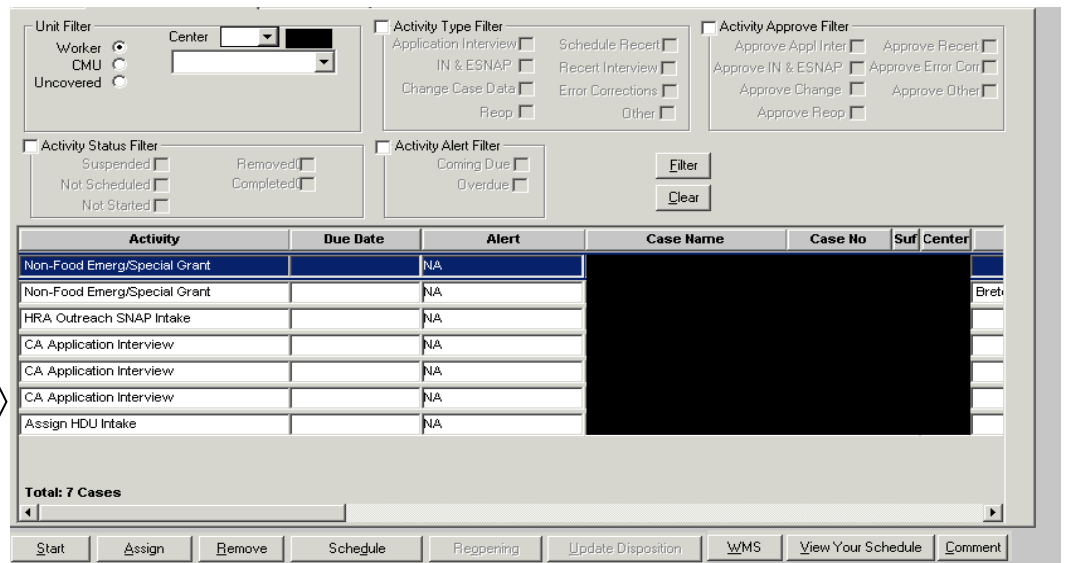 Unit Filter
Worker
CMU
Uncovered
Center
Activity Type Filter
Application Interview
Schedule Recert
IN & ESNAP
Recert Interview
Change Case Data
Error Corrections
Reop
Other
Activity Approve Filter
Approve Appl Inter
Approve Recert
Approve IN & ESNAP
Approve Error Corr
Approve Change
Approve Other
Approve Reop
Activity Status Filter
Suspended
Removed
Not Scheduled
Completed
Not Started
Activity Alert Filter
Coming Due
Overdue
Filter
Clear
Activity Due Date Alert Case Name Case No Suf Center
Non-Food Emerg/Special Grant NA
Non-Food Emerg/Special Grant NA
HRA Outreach SNAP Intake NA
CA Application Interview NA
CA Application Interview NA
CA Application Interview NA
Assign HDU Intake NA
Total: 7 Cases
Start Assign Remove Schedule Reopening Update Disposition WMS View Your Schedule Comment